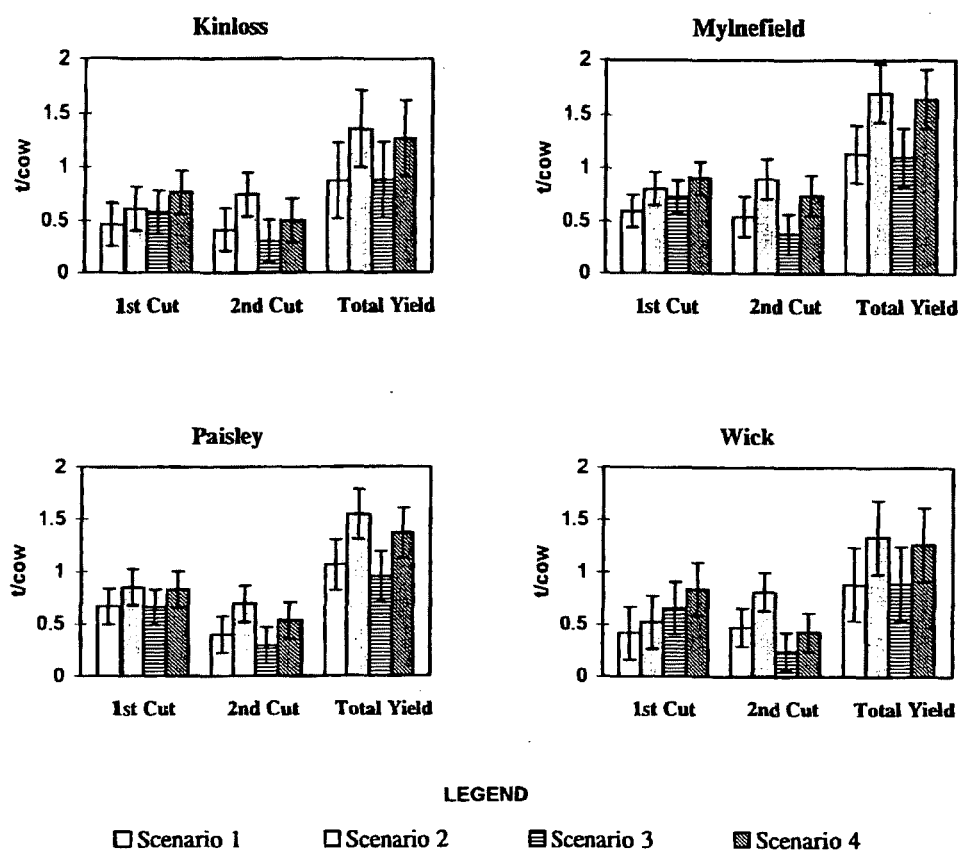 Kinloss
2
1.5
1
0.5
0
t/cow
1st Cut 2nd Cut Total Yield
Mylnefield
2
1.5
1
0.5
0
t/cow
1st Cut 2nd Cut Total Yield
Paisley
2
1.5
1
0.5
0
t/cow
1st Cut 2nd Cut Total Yield
Wick
2
1.5
1
0.5
0
t/cow
1st Cut 2nd Cut Total Yield
LEGEND
Scenario 1 Scenario 2 Scenario 3 Scenario 4